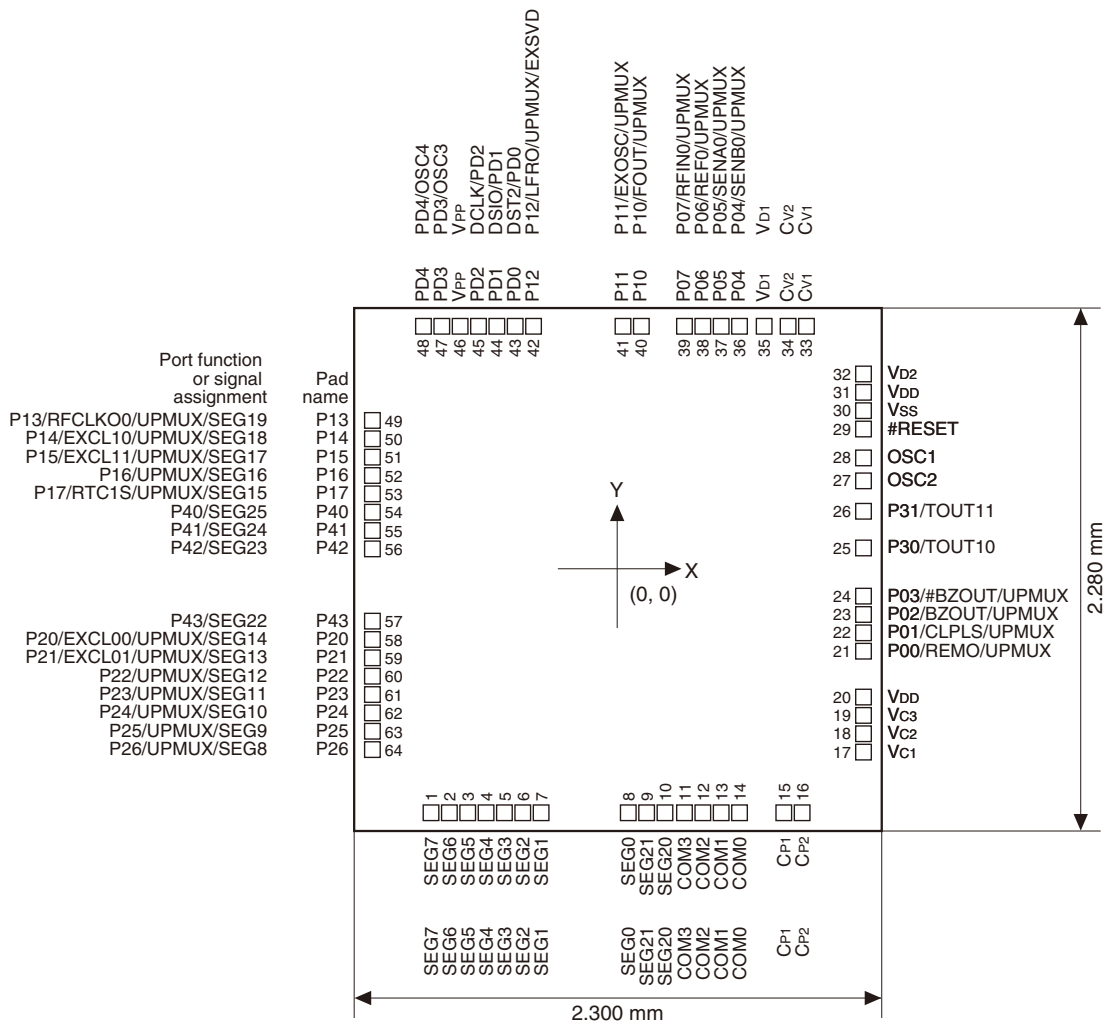 PD4/OSC4
PD3/OSC3
VPP
DCLK/PD2
DSIO/PD1
DST2/PD0
P12/LFRO/UPMUX/EXSVD
P11/EXOSC/UPMUX
P10/FOUT/UPMUX
P07/RFIN0/UPMUX
P06/REF0/UPMUX
P05/SENA0/UPMUX
P04/SENB0/UPMUX
VD1
CV2
CV1
PD4
PD3
VPP
PD2
PD1
PD0
P12
P11
P10
P07
P06
P05
P04
VD1
CV2
CV1
48
47
46
45
44
43
42
41
40
39
38
37
36
35
34
33
Port function
or signal
assignment
Pad
name
P13/RFCLKO0/UPMUX/SEG19 P13 49
P14/EXCL10/UPMUX/SEG18 P14 50
P15/EXCL11/UPMUX/SEG17 P15 51
P16/UPMUX/SEG16 P16 52
P17/RTC1S/UPMUX/SEG15 P17 53
P40/SEG25 P40 54
P41/SEG24 P41 55
P42/SEG23 P42 56
P43/SEG22 P43 57
P20/EXCL00/UPMUX/SEG14 P20 58
P21/EXCL01/UPMUX/SEG13 P21 59
P22/UPMUX/SEG12 P22 60
P23/UPMUX/SEG11 P23 61
P24/UPMUX/SEG10 P24 62
P25/UPMUX/SEG9 P25 63
P26/UPMUX/SEG8 P26 64
Y
X
(0, 0)
32 VD2
31 VDD
30 VSS
29 #RESET
28 OSC1
27 OSC2
26 P31/TOUT11
25 P30/TOUT10
24 P03/#BZOUT/UPMUX
23 P02/BZOUT/UPMUX
22 P01/CLPLS/UPMUX
21 P00/REMO/UPMUX
20 VDD
19 VC3
18 VC2
17 VC1
2.280 mm
1
2
3
4
5
6
7
8
9
10
11
12
13
14
15
16
SEG7
SEG6
SEG5
SEG4
SEG3
SEG2
SEG1
SEG0
SEG21
SEG20
COM3
COM2
COM1
COM0
CP1
CP2
SEG7
SEG6
SEG5
SEG4
SEG3
SEG2
SEG1
SEG0
SEG21
SEG20
COM3
COM2
COM1
COM0
CP1
CP2
2.300 mm